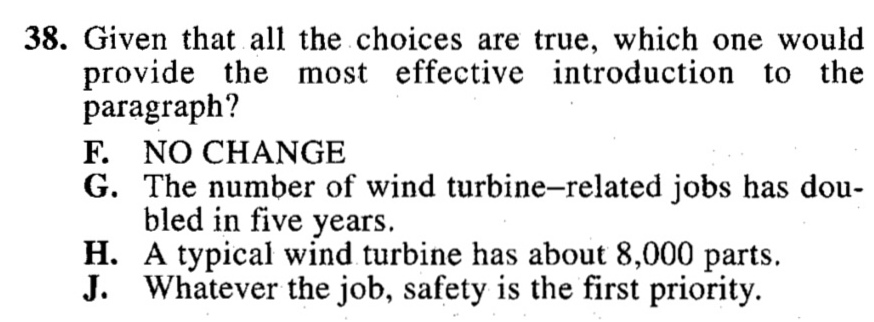 38. Given that all the choices are true, which one would
provide the most effective introduction to the
paragraph?
F. NO CHANGE
G. The number of wind turbine–related jobs has dou-
bled in five years.
H. A typical wind turbine has about 8,000 parts.
J. Whatever the job, safety is the first priority.